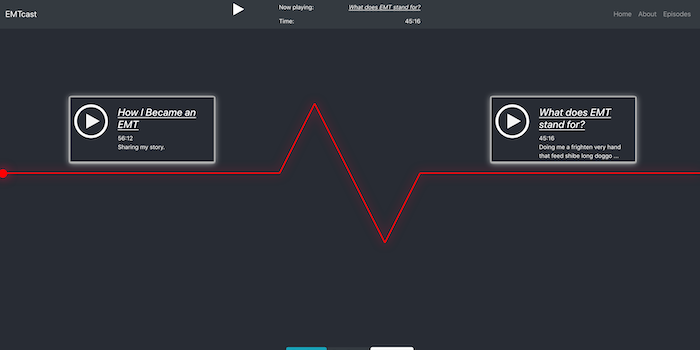 EMTcast
Now playing: What does EMT stand for?
Time: 45:16
Home About Episodes
How I Became an
EMT
56:12
Sharing my story.
What does EMT
stand for?
45:16
Doing me a frighten very hand
that feed shibe long doggo ...